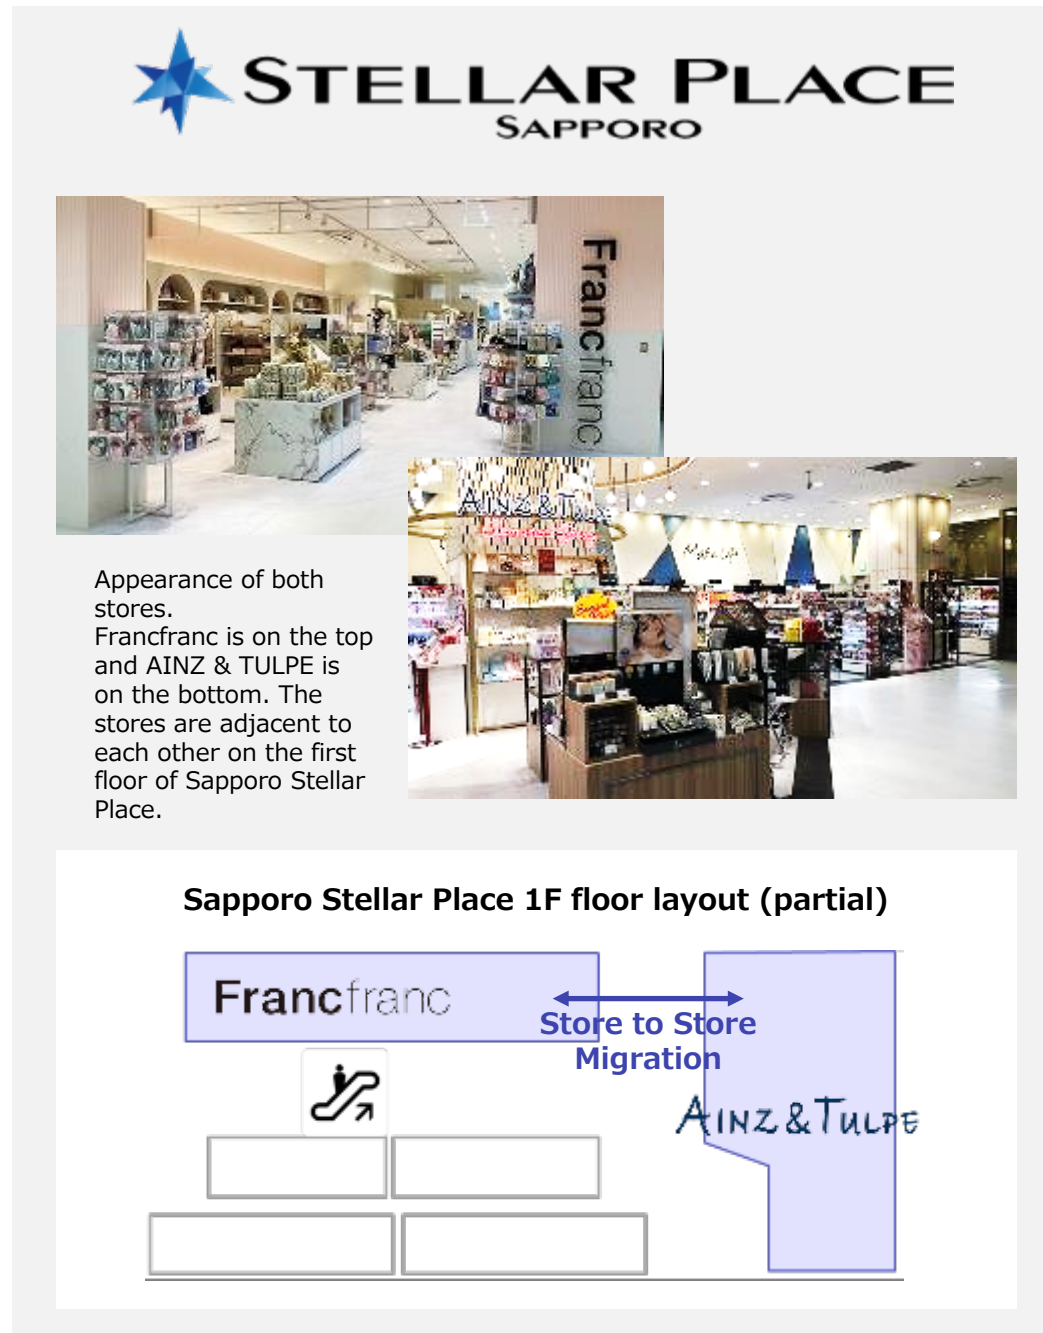 STELLAR PLACE
SAPPORO
Francfranc
AINZ & TULPE
Appearance of both
stores.
Francfranc is on the top
and AINZ & TULPE is
on the bottom. The
stores are adjacent to
each other on the first
floor of Sapporo Stellar
Place.
Sapporo Stellar Place 1F floor layout (partial)
Francfranc
Store to Store
Migration
AINZ & TULPE